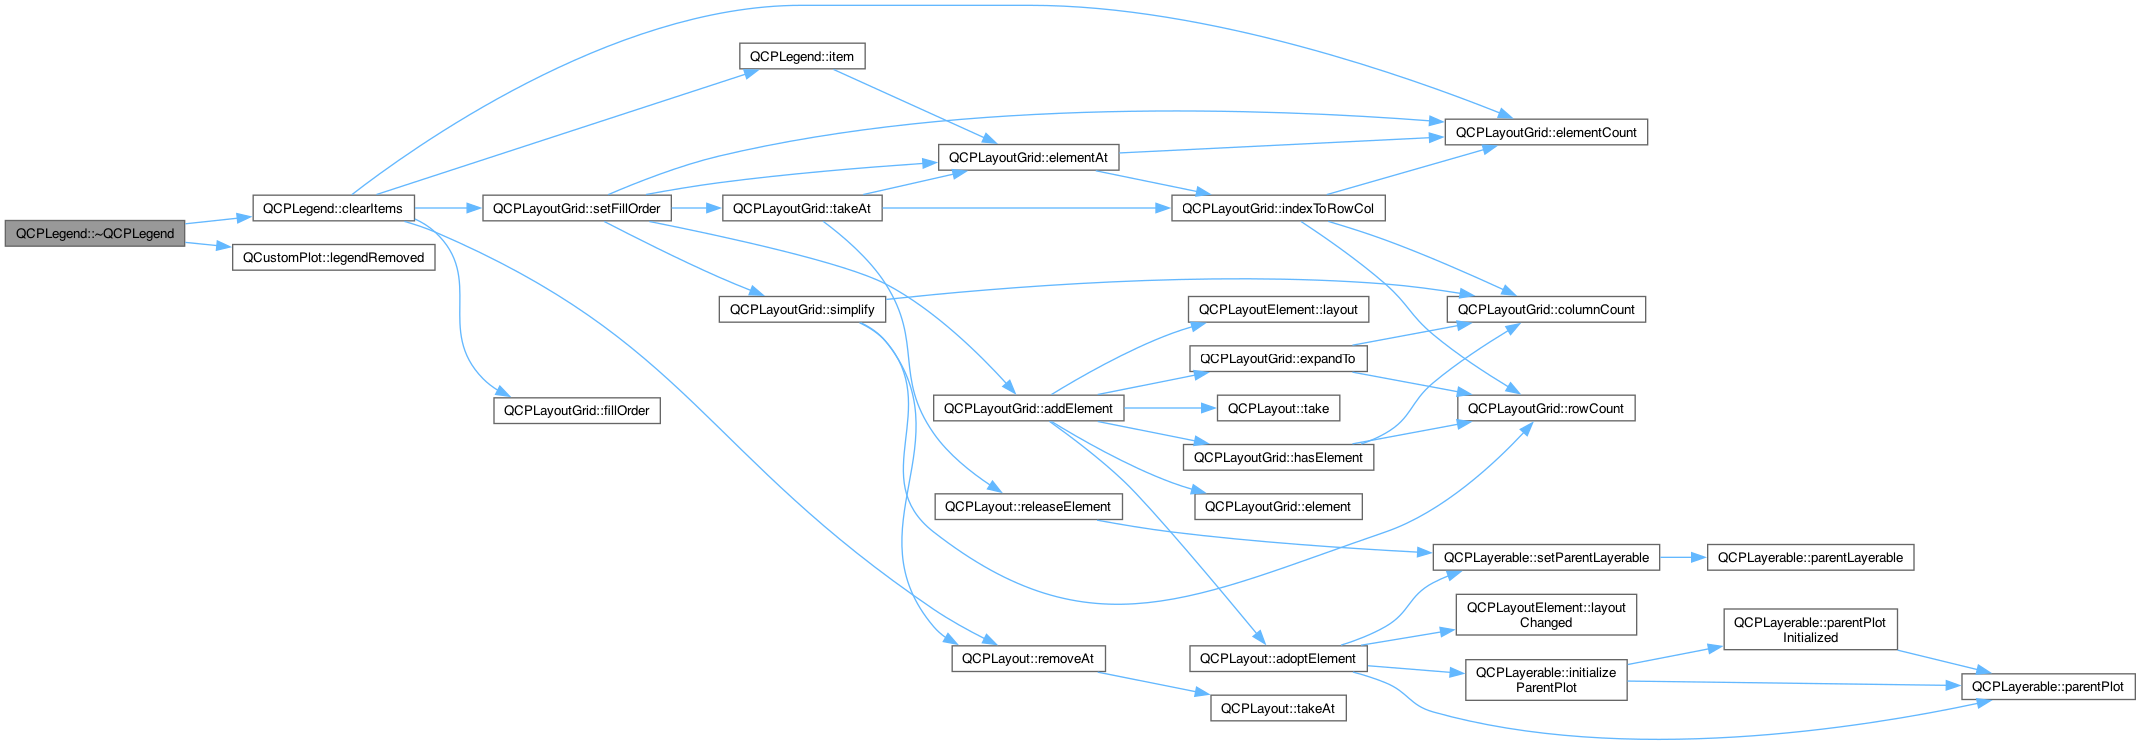 QCPLegend::~QCPLegend
QCPLegend::clearItems
QCustomPlot::legendRemoved
QCPLegend::item
QCPLayoutGrid::setFillOrder
QCPLayoutGrid::fillOrder
QCPLayoutGrid::takeAt
QCPLayoutGrid::simplify
QCPLayoutGrid::elementAt
QCPLayoutGrid::addElement
QCPLayout::releaseElement
QCPLayout::removeAt
QCPLayoutGrid::indexToRowCol
QCPLayoutElement::layout
QCPLayoutGrid::expandTo
QCPLayout::take
QCPLayoutGrid::hasElement
QCPLayoutGrid::element
QCPLayout::adoptElement
QCPLayout::takeAt
QCPLayoutGrid::elementCount
QCPLayoutGrid::columnCount
QCPLayoutGrid::rowCount
QCPLayerable::setParentLayerable
QCPLayoutElement::layout
Changed
QCPLayerable::initialize
ParentPlot
QCPLayerable::parentLayerable
QCPLayerable::parentPlot
Initialized
QCPLayerable::parentPlot